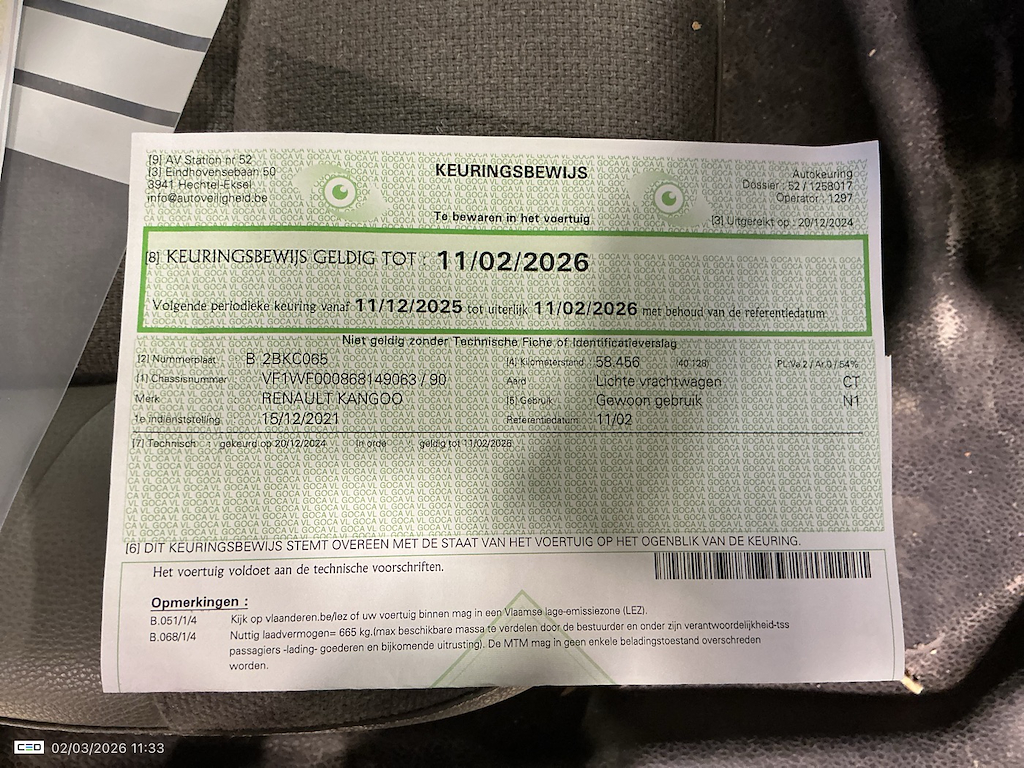 [9] AV Station nr 52
[3] Eindhovensebaan 50
3941 Hechtel-Eksel
info@autoveiligheid.be
KEURINGSBEWIJS
Te bewaren in het voertuig
Autokeuring
Dossier : 52 / 1258017
Operator : 1297
[3] Uitgereikt op : 20/12/2024
[8] KEURINGSBEWIJS GELDIG TOT : 11/02/2026
Volgende periodieke keuring vanaf 11/12/2025 tot uiterlijk 11/02/2026 met behoud van de referentiedatum
Niet geldig zonder Technische Fiche of Identificatieverslag
[2] Nummerplaat B 2BKC065 [4] Kilometerstand 58.456 (40.128) PL:Va 2 / Ar 0 / 54%
[1] Chassisnummer VF1WF000868149063 / 90 Aard Lichte vrachtwagen CT
Merk RENAULT KANGOO [5] Gebruik Gewoon gebruik N1
1e indienststelling 15/12/2021 Referentiedatum 11/02
[7] Technisch : gekeurd op 20/12/2024 In orde geldig tot 11/02/2026
[6] DIT KEURINGSBEWIJS STEMT OVEREEN MET DE STAAT VAN HET VOERTUIG OP HET OGENBLIK VAN DE KEURING.
Het voertuig voldoet aan de technische voorschriften.
Opmerkingen :
B.051/1/4 Kijk op vlaanderen.be/lez of uw voertuig binnen mag in een Vlaamse lage-emissiezone (LEZ).
B.068/1/4 Nuttig laadvermogen= 665 kg.(max beschikbare massa te verdelen door de bestuurder en onder zijn verantwoordelijkheid-tss
passagiers -lading- goederen en bijkomende uitrusting). De MTM mag in geen enkele beladingstoestand overschreden
worden.
CEO 02/03/2026 11:33